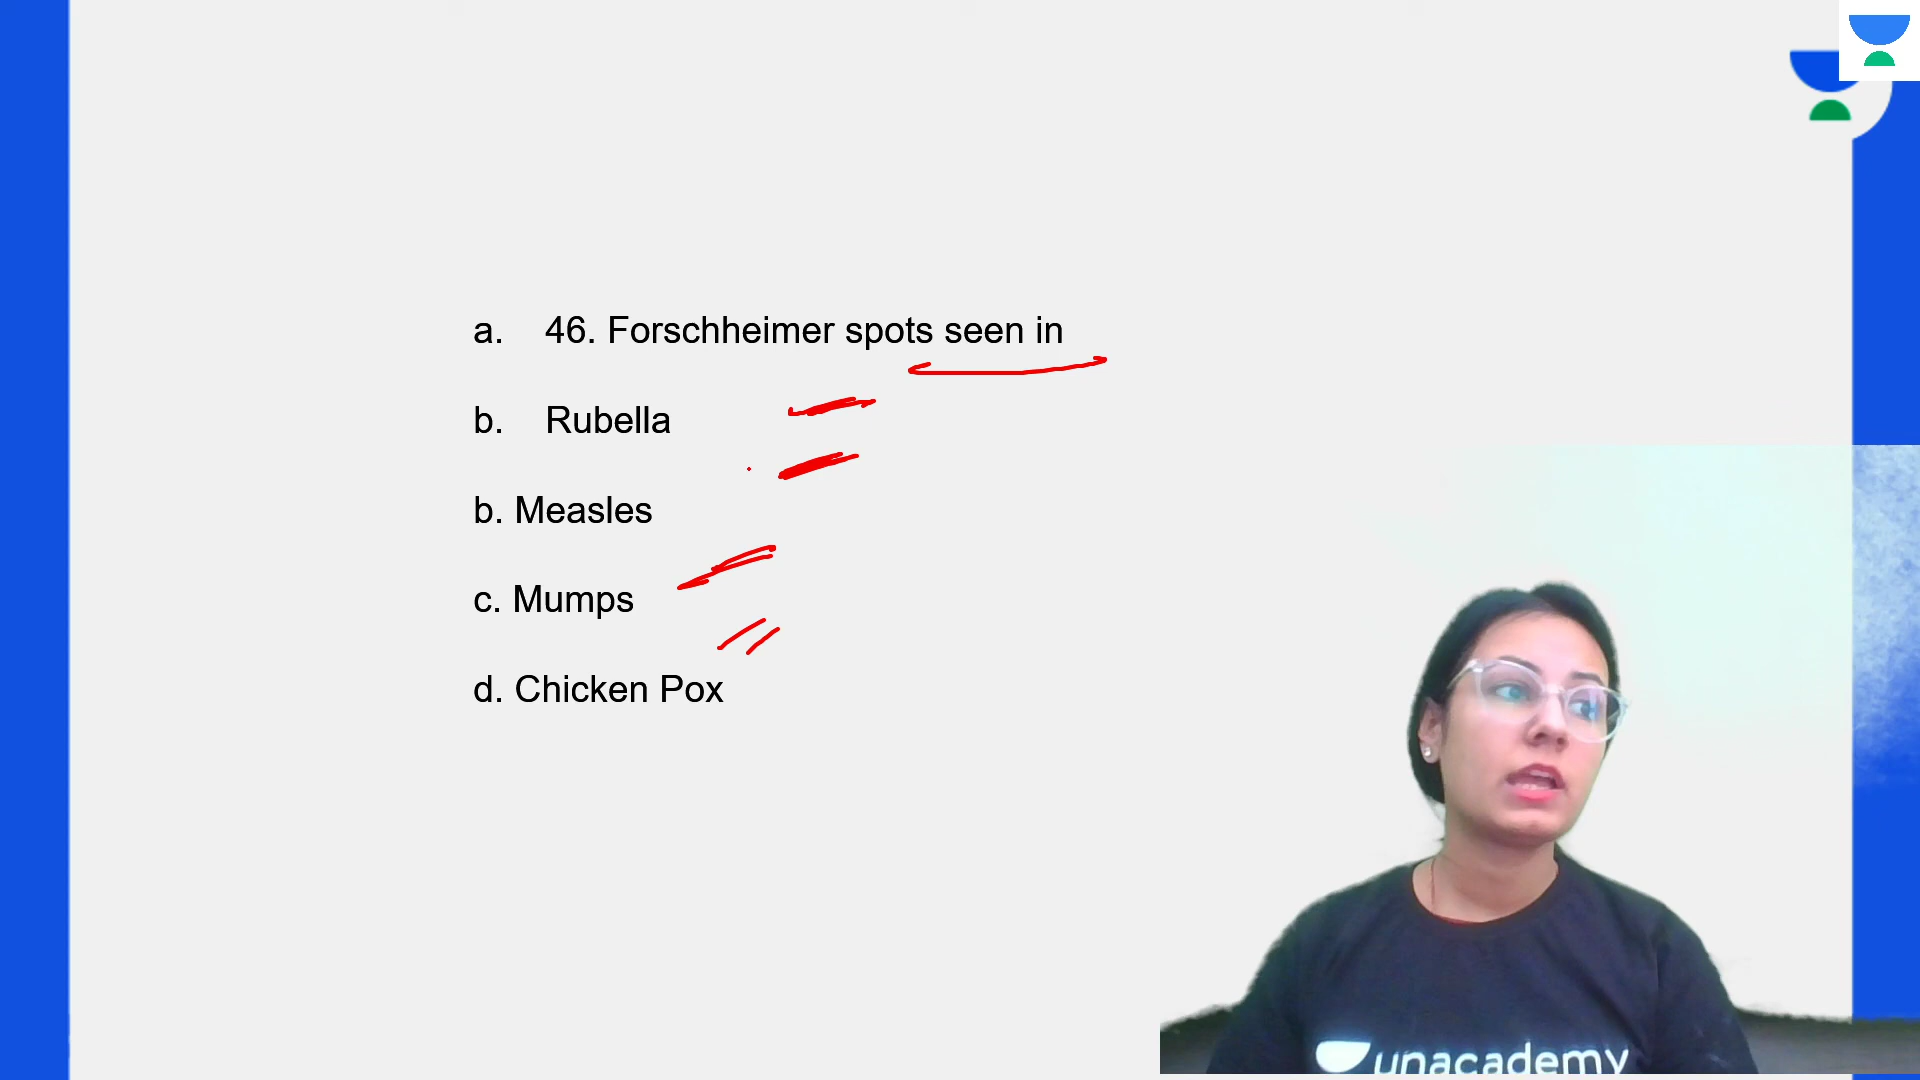 a. 46. Forschheimer spots seen in
b. Rubella
b. Measles
c. Mumps
d. Chicken Pox
unacademy